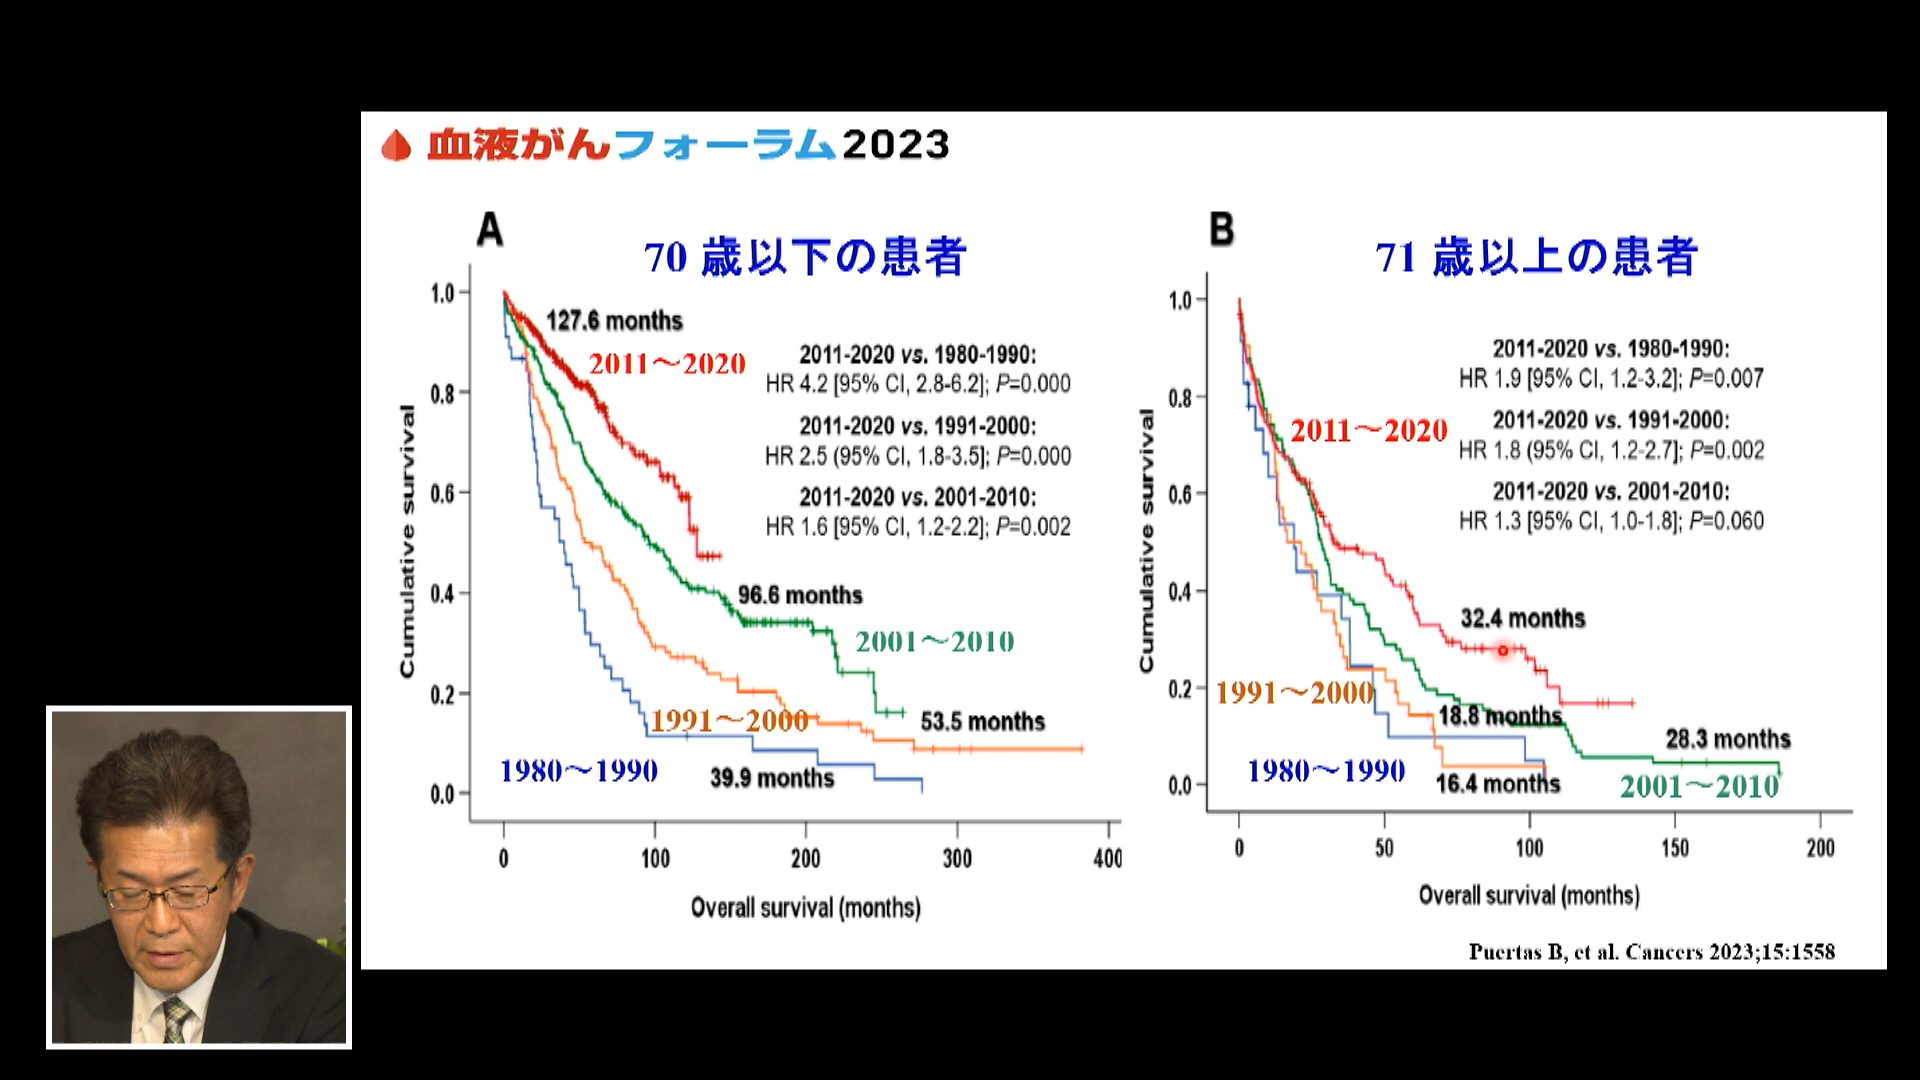 血液がんフォーラム2023
A
70 歳以下の患者
1.0
0.8
0.6
0.4
0.2
0.0
Cumulative survival
127.6 months
2011～2020
2011-2020 vs. 1980-1990:
HR 4.2 [95% CI, 2.8-6.2]; P=0.000
2011-2020 vs. 1991-2000:
HR 2.5 (95% CI, 1.8-3.5]; P=0.000
2011-2020 vs. 2001-2010:
HR 1.6 [95% CI, 1.2-2.2]; P=0.002
96.6 months
2001～2010
1991～2000
53.5 months
1980～1990
39.9 months
0 100 200 300 400
Overall survival (months)
B
71 歳以上の患者
1.0
0.8
0.6
0.4
0.2
0.0
Cumulative survival
2011-2020 vs. 1980-1990:
HR 1.9 [95% CI, 1.2-3.2]; P=0.007
2011～2020
2011-2020 vs. 1991-2000:
HR 1.8 (95% CI, 1.2-2.7]; P=0.002
2011-2020 vs. 2001-2010:
HR 1.3 [95% CI, 1.0-1.8]; P=0.060
32.4 months
1991～2000
18.8 months
28.3 months
1980～1990
16.4 months
2001～2010
0 50 100 150 200
Overall survival (months)
Puertas B, et al. Cancers 2023;15:1558